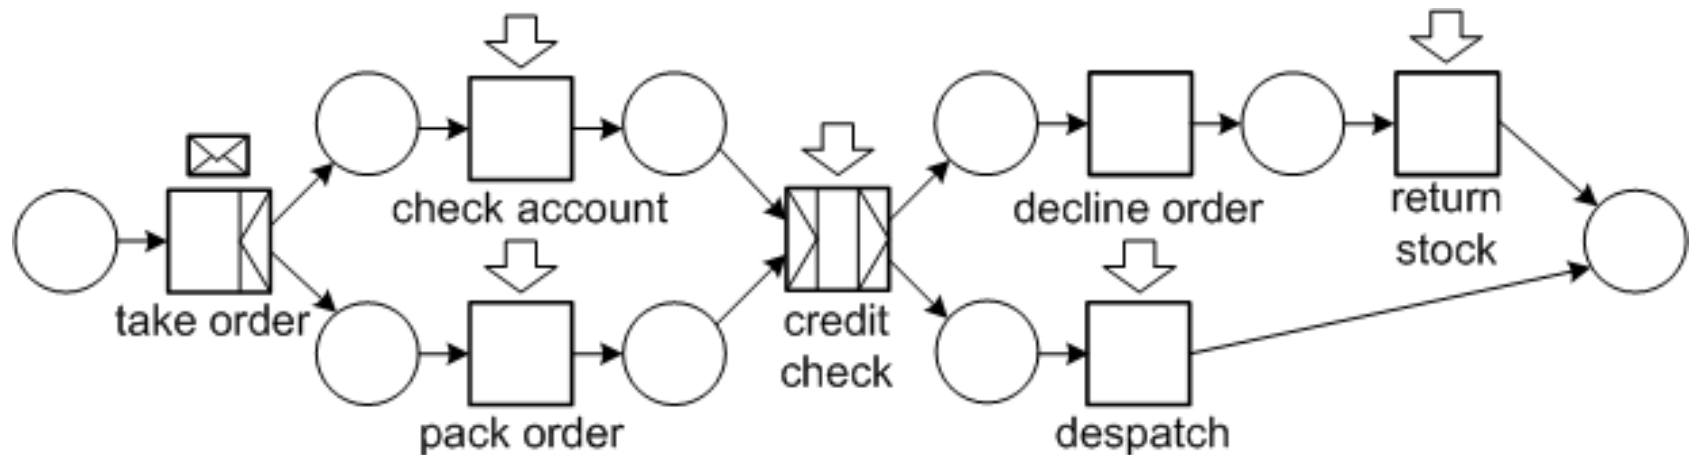 take order
check account
pack order
credit
check
decline order
despatch
return
stock